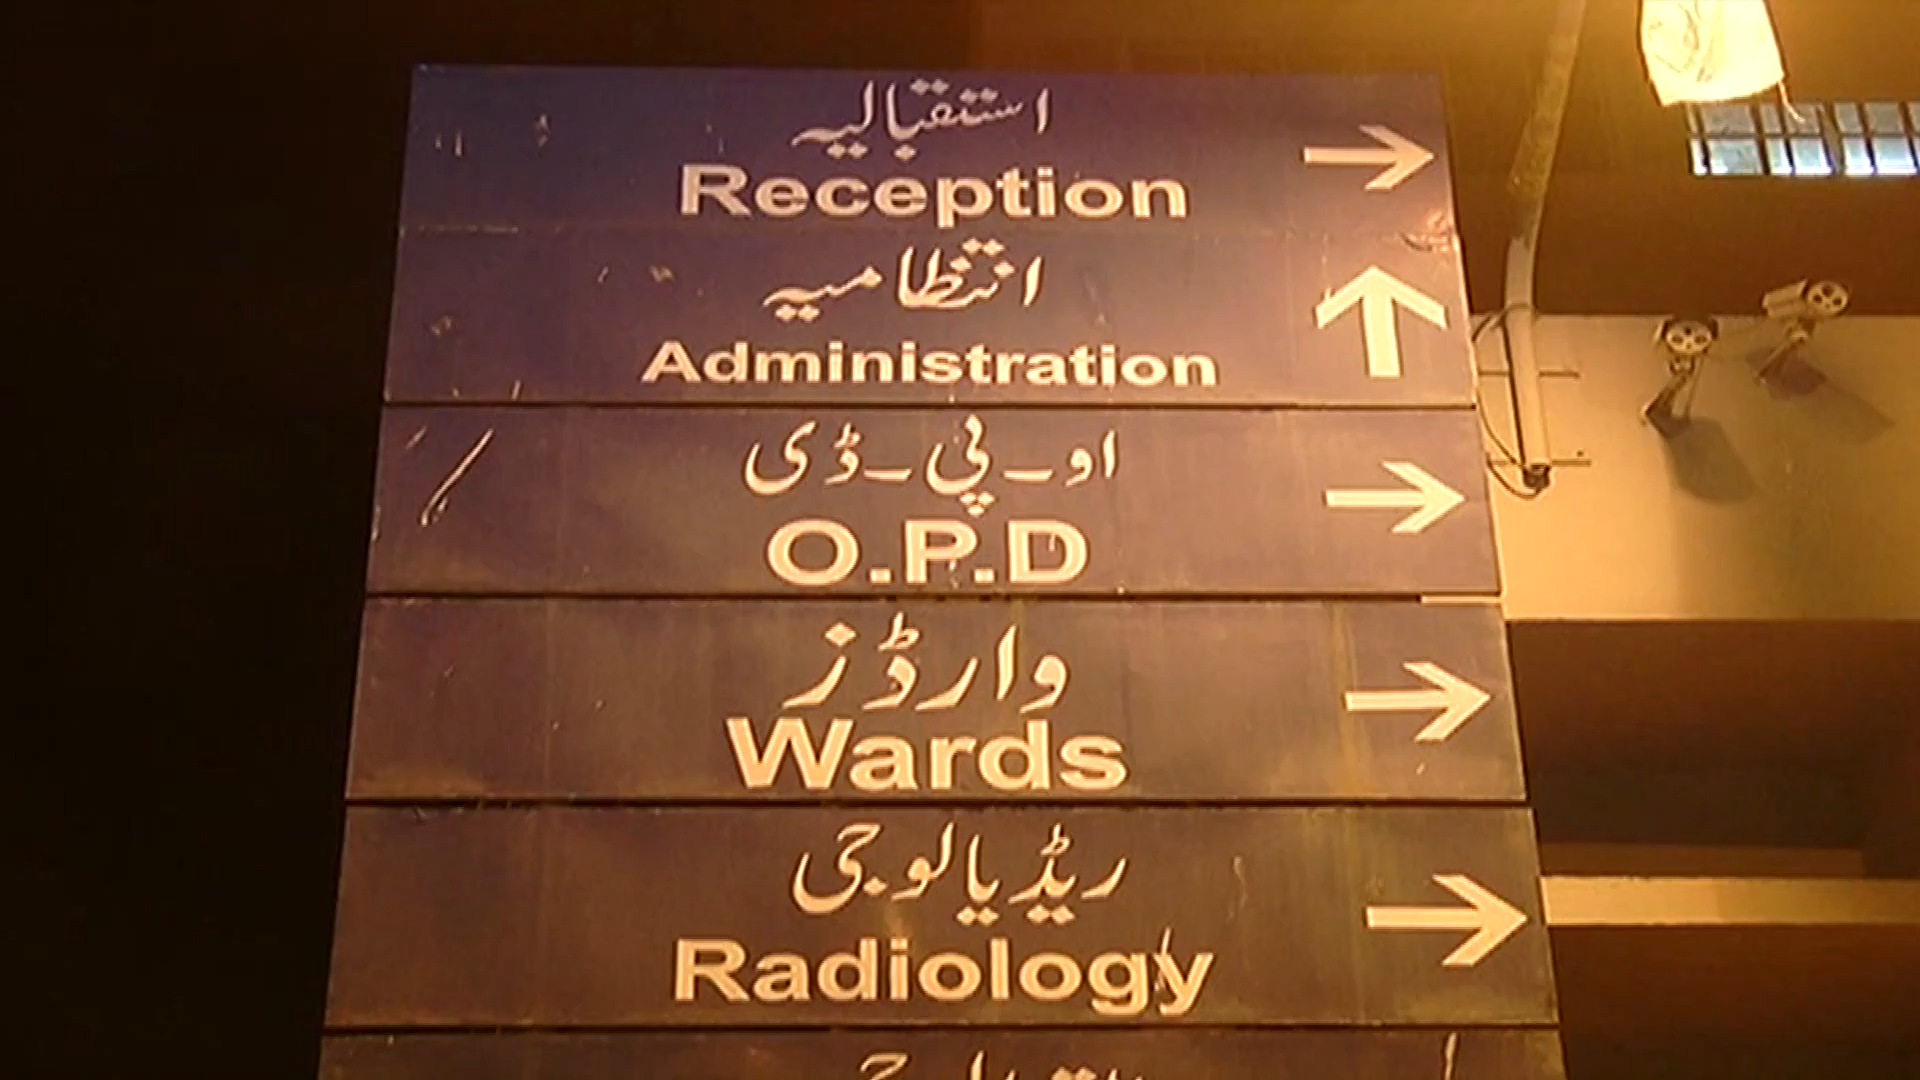 استقبالیہ
Reception
انتظامیہ
Administration
او-پی-ڈی
O.P.D
وارڈز
Wards
ریڈیالوجی
Radiology